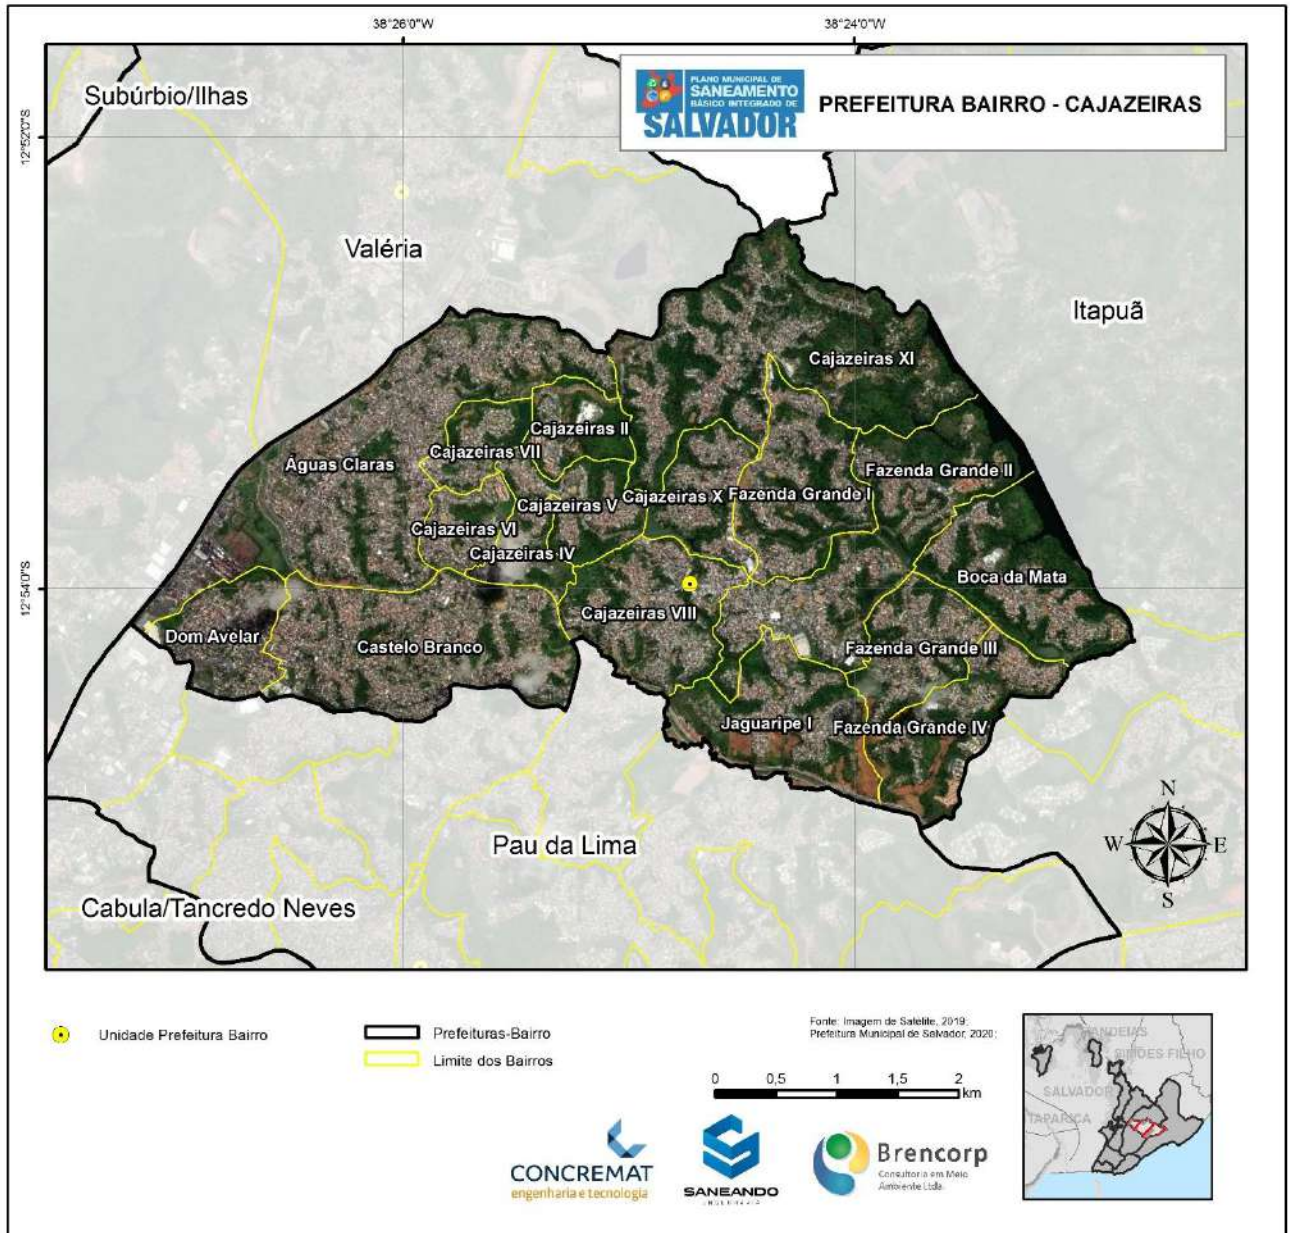 38°26'0"W
38°24'0"W
Subúrbio/Ilhas
PLANO MUNICIPAL DE
SANEAMENTO
BÁSICO INTEGRADO DE
SALVADOR
PREFEITURA BAIRRO - CAJAZEIRAS
12°52'0"S
Valéria
Itapuã
Cajazeiras XI
Cajazeiras II
Cajazeiras VII
Águas Claras
Fazenda Grande II
Cajazeiras V
Cajazeiras X
Fazenda Grande I
Cajazeiras VI
Cajazeiras IV
12°54'0"S
Boca da Mata
Cajazeiras VIII
Dom Avelar
Castelo Branco
Fazenda Grande III
Jaguaripe I
Fazenda Grande IV
Pau da Lima
Cabula/Tancredo Neves
N
W
E
S
Unidade Prefeitura Bairro
Prefeituras-Bairro
Limite dos Bairros
Fonte: Imagem de Satélite, 2019;
Prefeitura Municipal de Salvador, 2020;
0 0,5 1 1,5 2
km
SIMÕES FILHO
SALVADOR
CONCREMAT
engenharia e tecnologia
SANEANDO
ENGENHARIA
Brencorp
Consultoria em Meio
Ambiente Ltda.